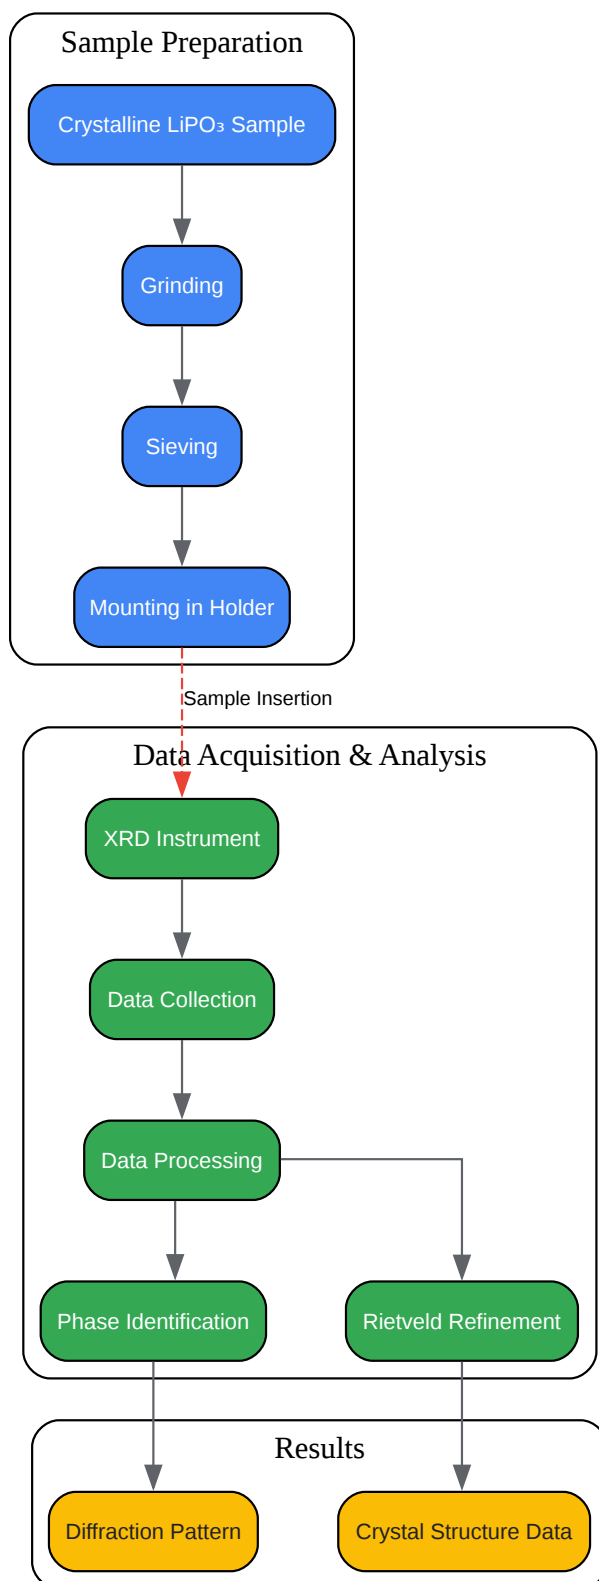 Sample Preparation
Crystalline LiPO₃ Sample
Grinding
Sieving
Mounting in Holder
Sample Insertion
Data Acquisition & Analysis
XRD Instrument
Data Collection
Data Processing
Phase Identification
Rietveld Refinement
Results
Diffraction Pattern
Crystal Structure Data